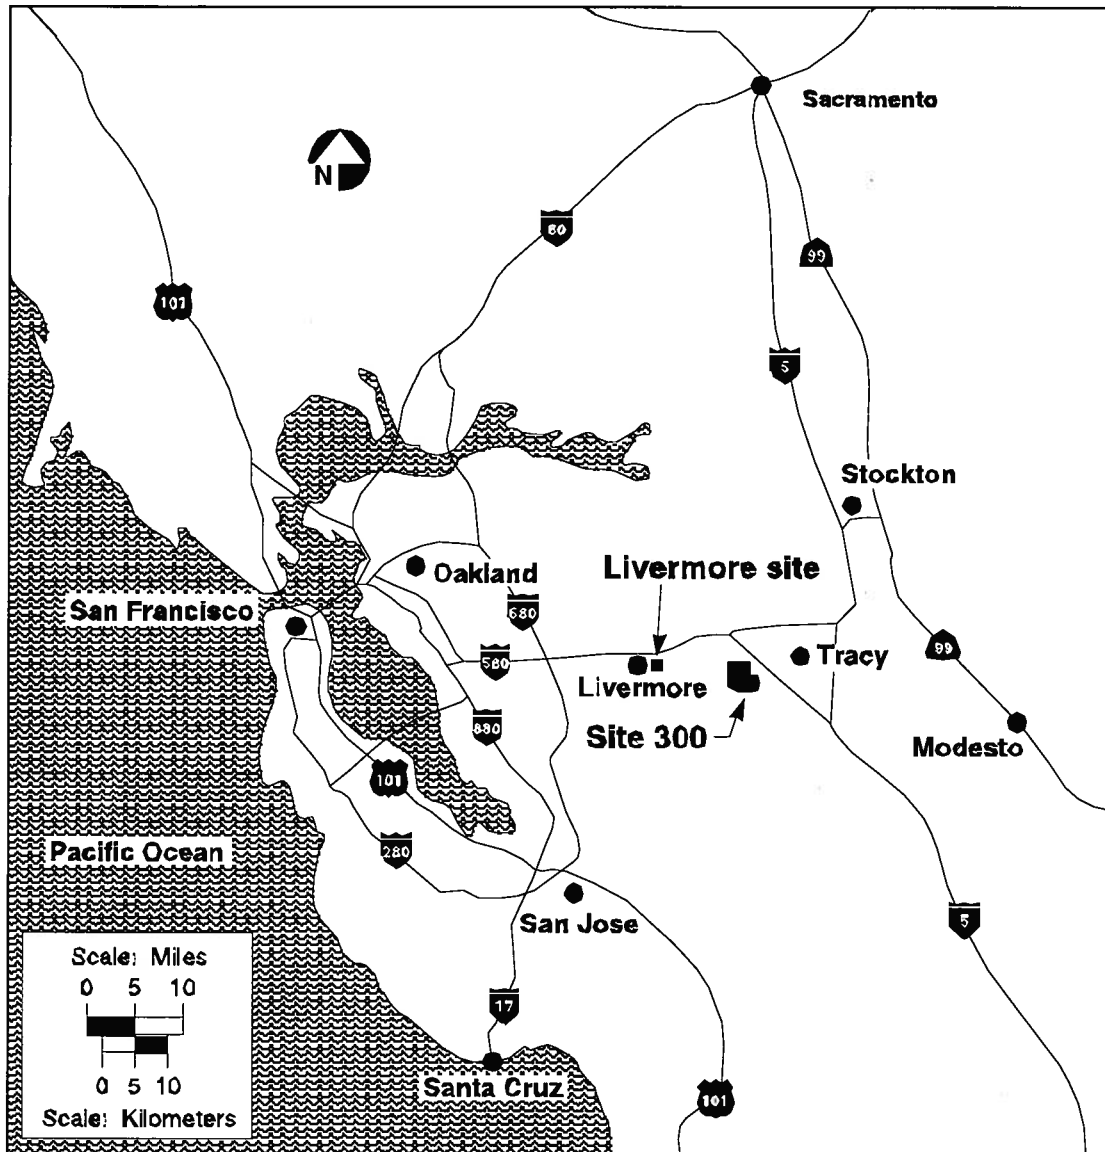 Sacramento
N
80
99
101
5
Stockton
Livermore site
Oakland
San Francisco
680
580
Tracy
99
Livermore
Site 300
880
Modesto
101
280
Pacific Ocean
San Jose
5
Scale: Miles
0 5 10
17
0 5 10
Santa Cruz
101
Scale: Kilometers